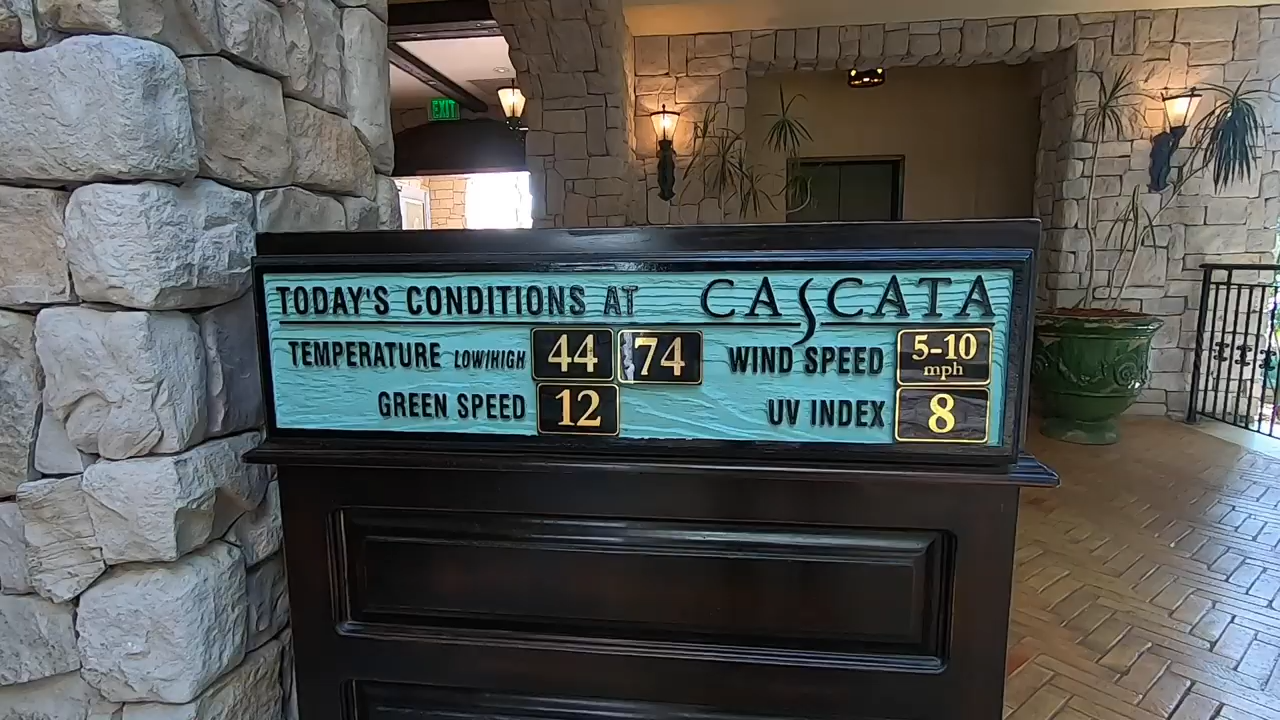 EXIT
TODAY'S CONDITIONS AT CASCATA
TEMPERATURE LOW/HIGH 44 74 WIND SPEED 5-10 mph
GREEN SPEED 12 UV INDEX 8